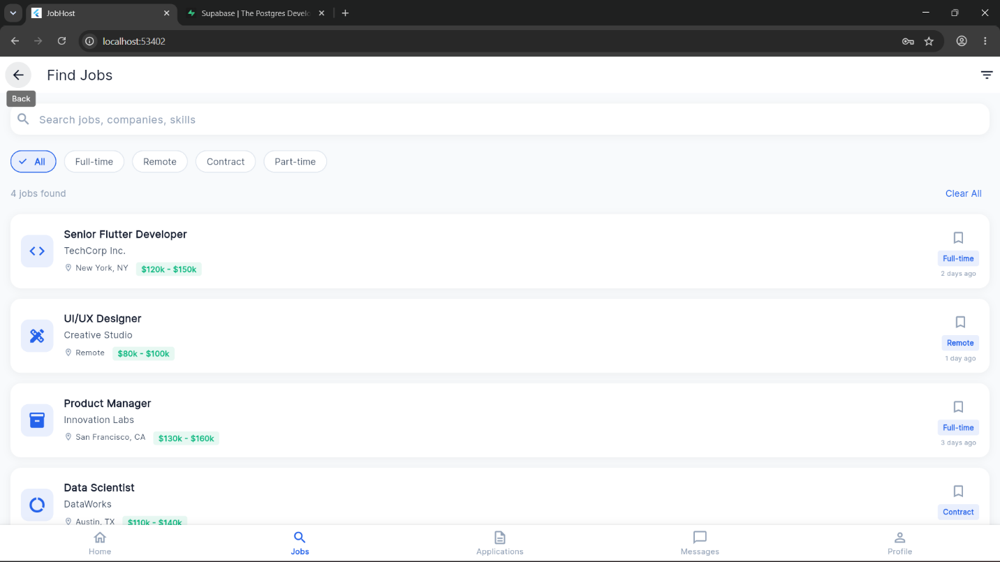 JobHost
Supabase | The Postgres Develo
localhost:53402
Find Jobs
Back
Search jobs, companies, skills
All
Full-time
Remote
Contract
Part-time
4 jobs found
Clear All
Senior Flutter Developer
TechCorp Inc.
New York, NY
$120k - $150k
Full-time
2 days ago
UI/UX Designer
Creative Studio
Remote
$80k - $100k
Remote
1 day ago
Product Manager
Innovation Labs
San Francisco, CA
$130k - $160k
Full-time
3 days ago
Data Scientist
DataWorks
Austin, TX
$110k - $140k
Contract
Home
Jobs
Applications
Messages
Profile